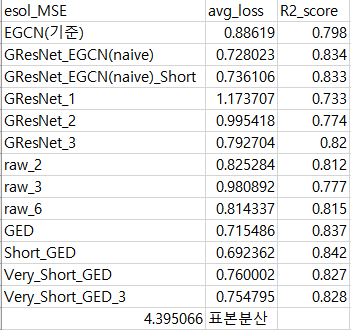 esol_MSE avg_loss R2_score
EGCN(기준) 0.88619 0.798
GResNet_EGCN(naive) 0.728023 0.834
GResNet_EGCN(naive)_Short 0.736106 0.833
GResNet_1 1.173707 0.733
GResNet_2 0.995418 0.774
GResNet_3 0.792704 0.82
raw_2 0.825284 0.812
raw_3 0.980892 0.777
raw_6 0.814337 0.815
GED 0.715486 0.837
Short_GED 0.692362 0.842
Very_Short_GED 0.760002 0.827
Very_Short_GED_3 0.754795 0.828
4.395066 표본분산